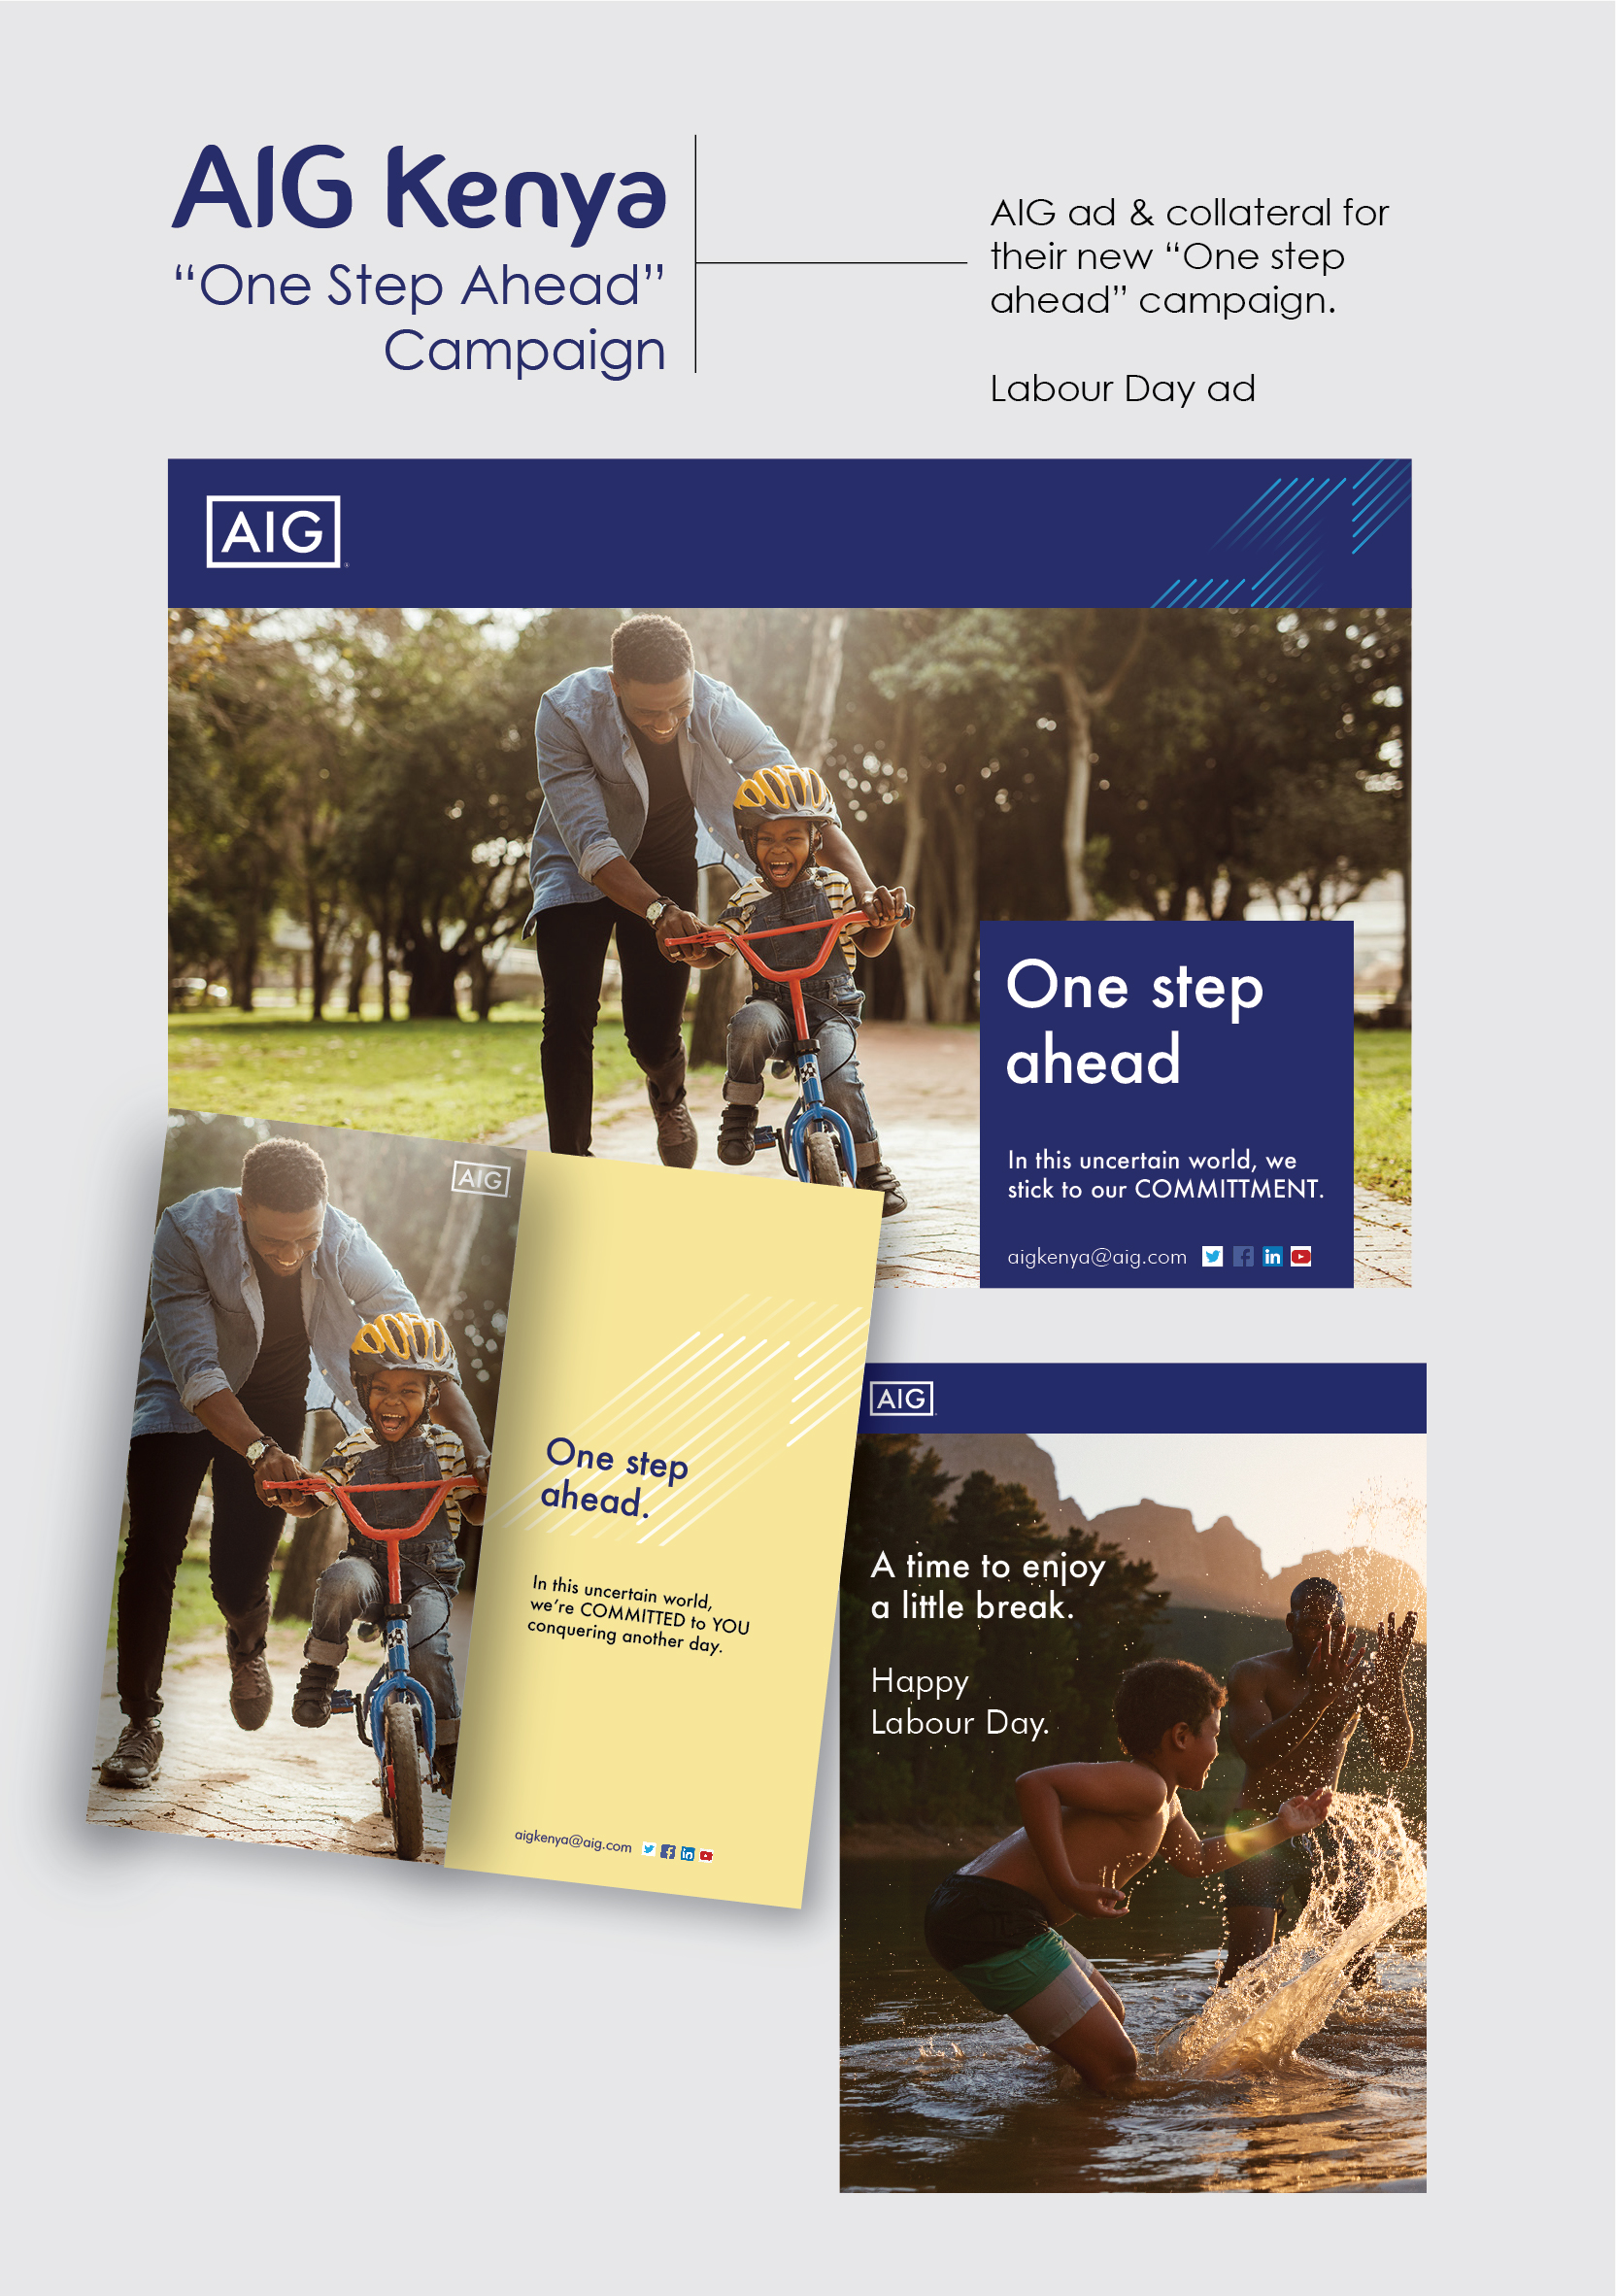 AIG Kenya
“One Step Ahead”
Campaign
AIG ad & collateral for
their new “One step
ahead” campaign.
Labour Day ad
AIG
One step
ahead
In this uncertain world, we
stick to our COMMITTMENT.
aigkenya@aig.com
AIG
One step
ahead.
In this uncertain world,
we’re COMMITTED to YOU
conquering another day.
aigkenya@aig.com
AIG
A time to enjoy
a little break.
Happy
Labour Day.